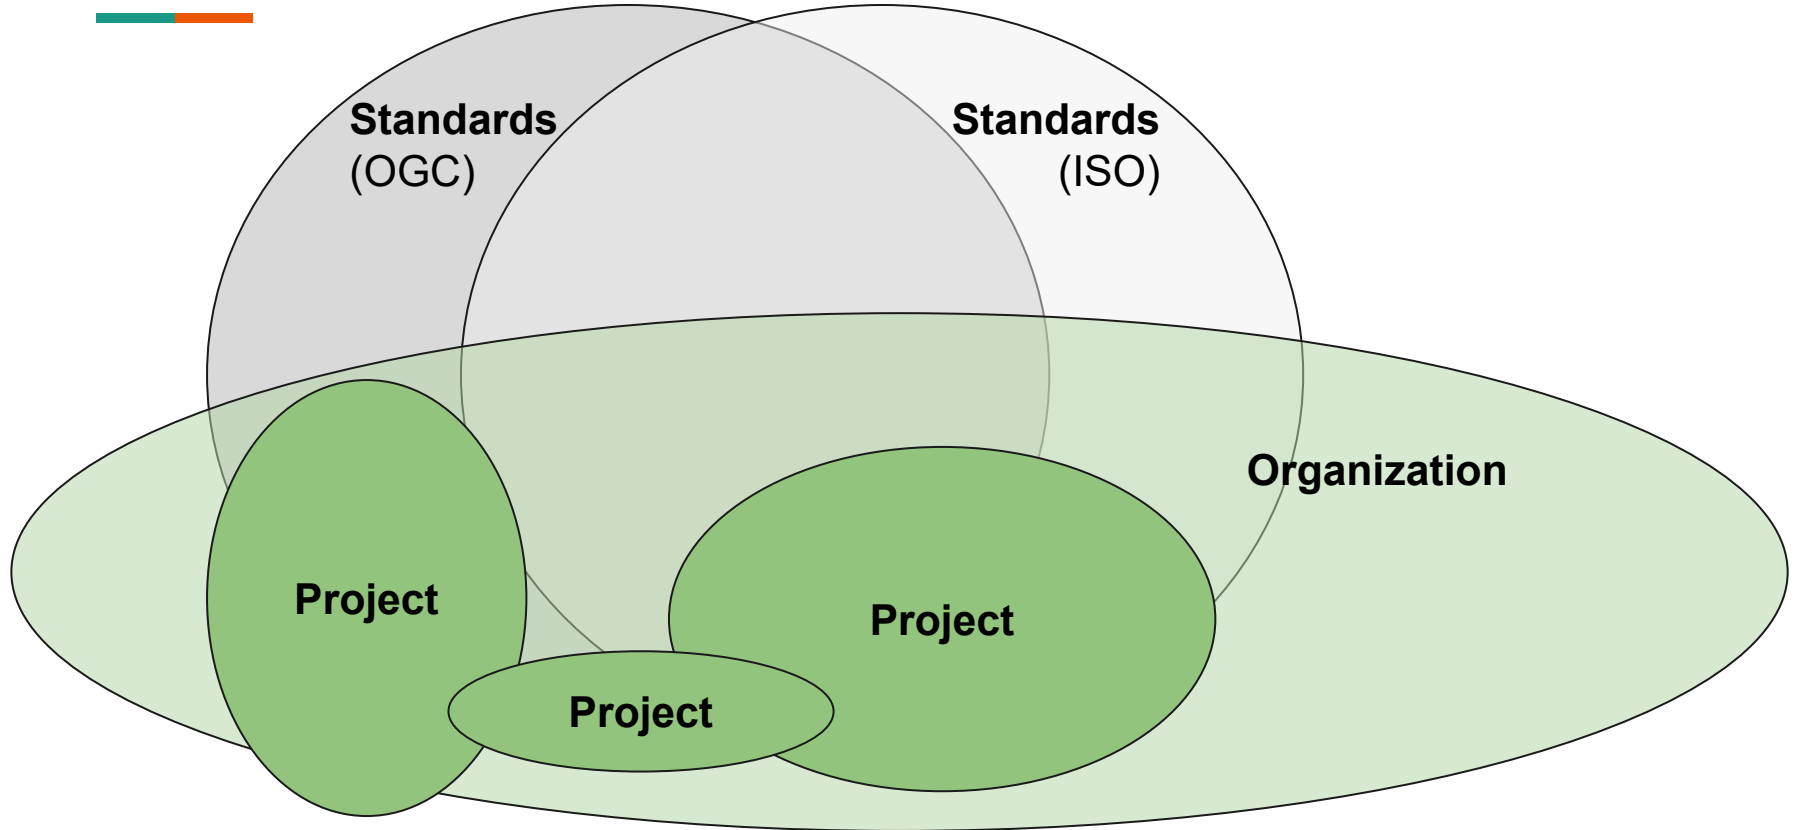 Standards
(OGC)
Standards
(ISO)
Organization
Project
Project
Project